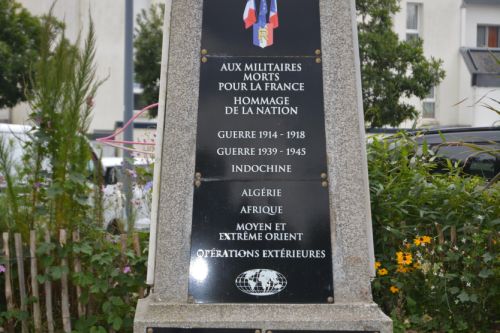 AUX MILITAIRES
MORTS
POUR LA FRANCE
HOMMAGE
DE LA NATION
GUERRE 1914 - 1918
GUERRE 1939 - 1945
INDOCHINE
ALGÉRIE
AFRIQUE
MOYEN ET
EXTRÊME ORIENT
OPÉRATIONS EXTÉRIEURES